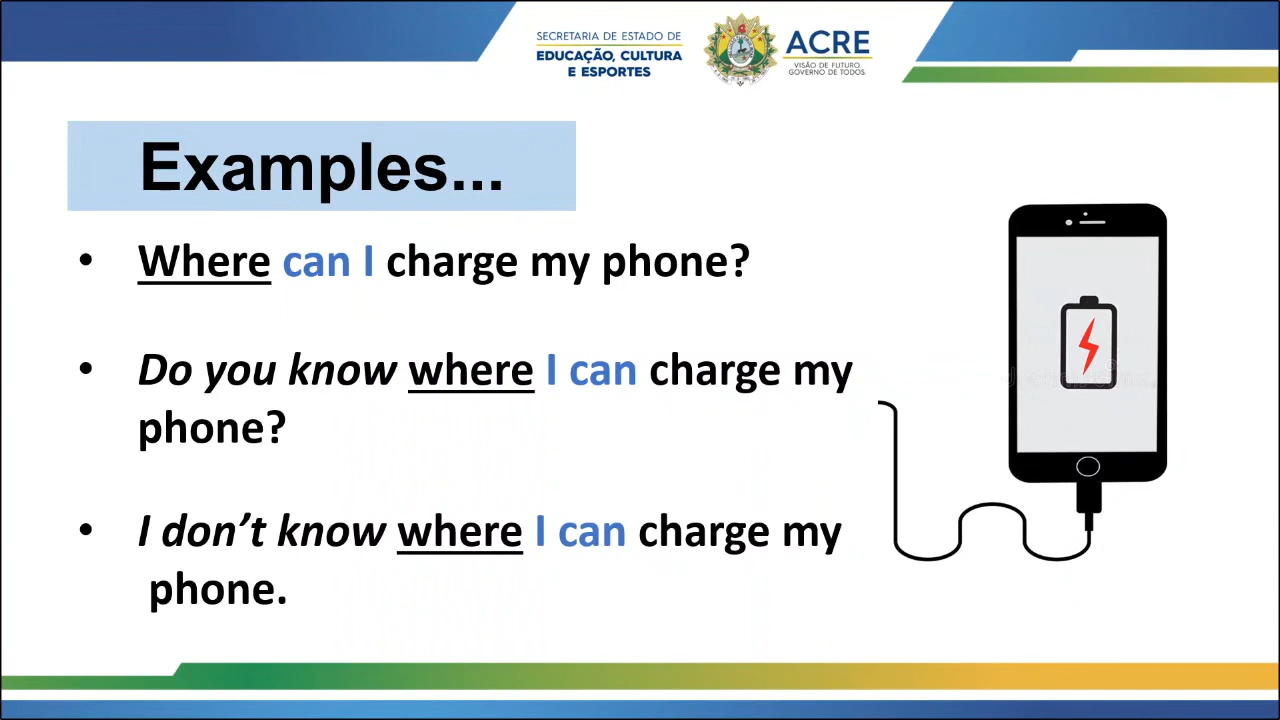 SECRETARIA DE ESTADO DE
EDUCAÇÃO, CULTURA
E ESPORTES
ACRE
VISÃO DE FUTURO
GOVERNO DE TODOS
Examples...
• Where can I charge my phone?
• Do you know where I can charge my
phone?
• I don’t know where I can charge my
phone.